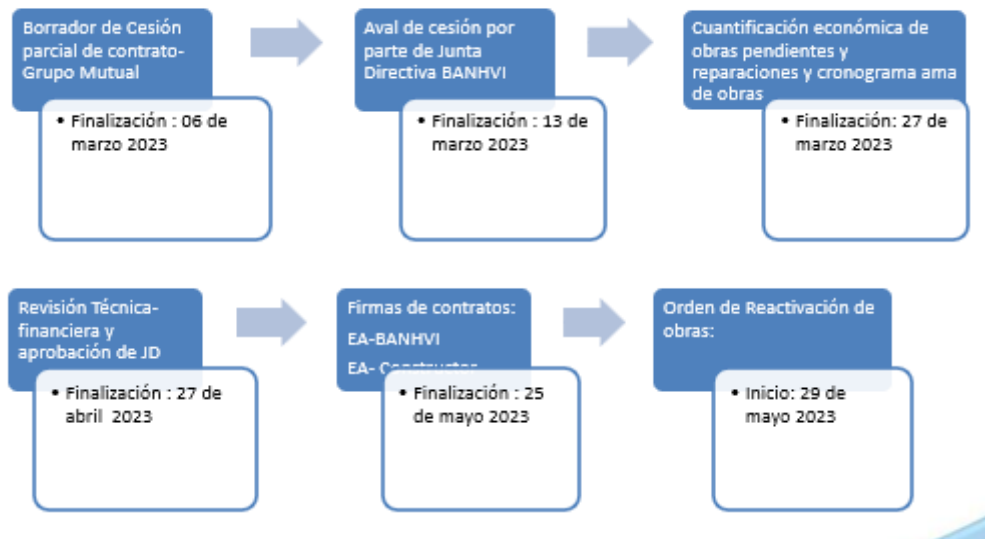 Borrador de Cesión
parcial de contrato-
Grupo Mutual
• Finalización : 06 de
marzo 2023
Aval de cesión por
parte de Junta
Directiva BANHVI
• Finalización : 13 de
marzo 2023
Cuantificación económica de
obras pendientes y
reparaciones y cronograma ama
de obras
• Finalización: 27 de
marzo 2023
Revisión Técnica-
financiera y
aprobación de JD
• Finalización : 27 de
abril 2023
Firmas de contratos:
EA-BANHVI
EA- Constructor
• Finalización : 25
de mayo 2023
Orden de Reactivación de
obras:
• Inicio: 29 de
mayo 2023